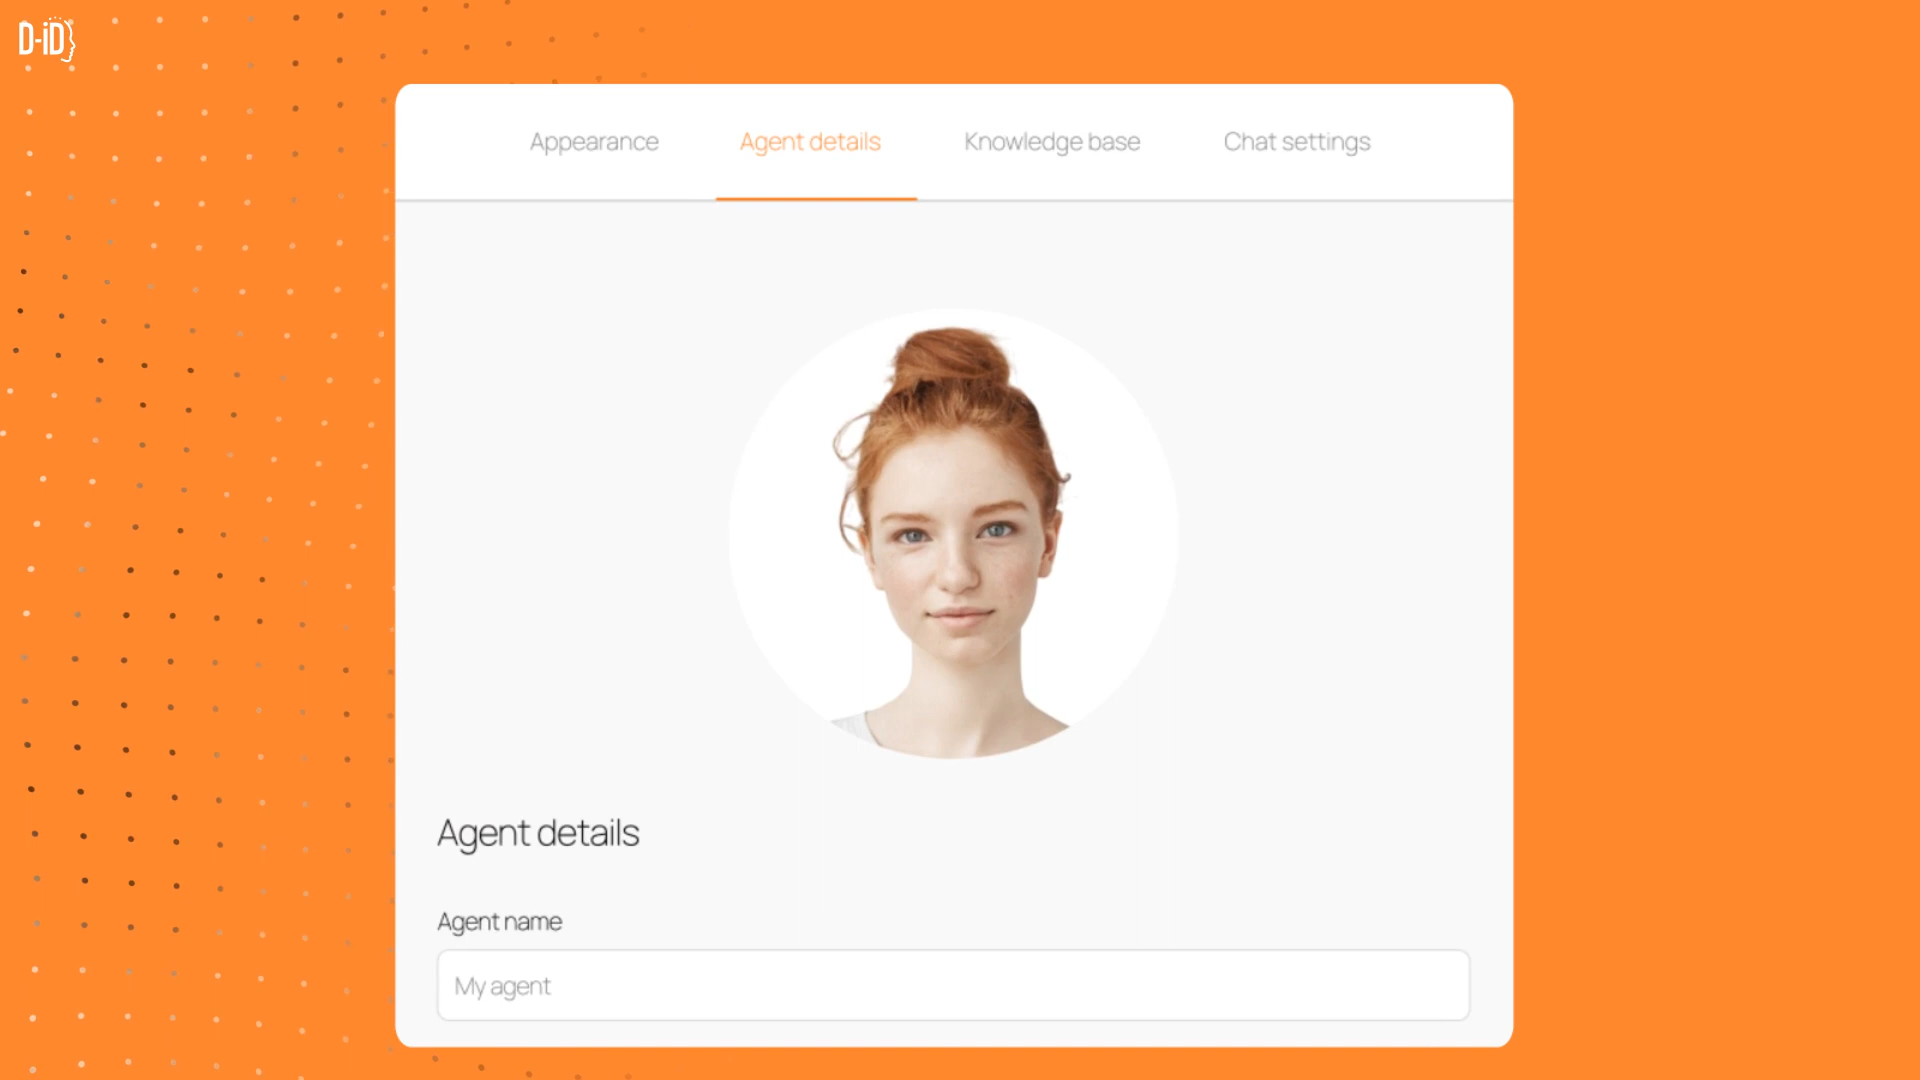 D-iD
Appearance Agent details Knowledge base Chat settings
Agent details
Agent name
My agent